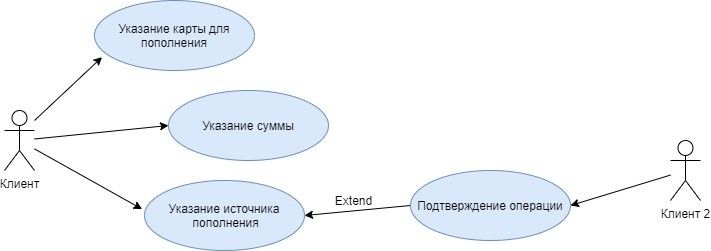 Указание карты для
пополнения
Указание суммы
Клиент
Указание источника
пополнения
Extend
Подтверждение операции
Клиент 2